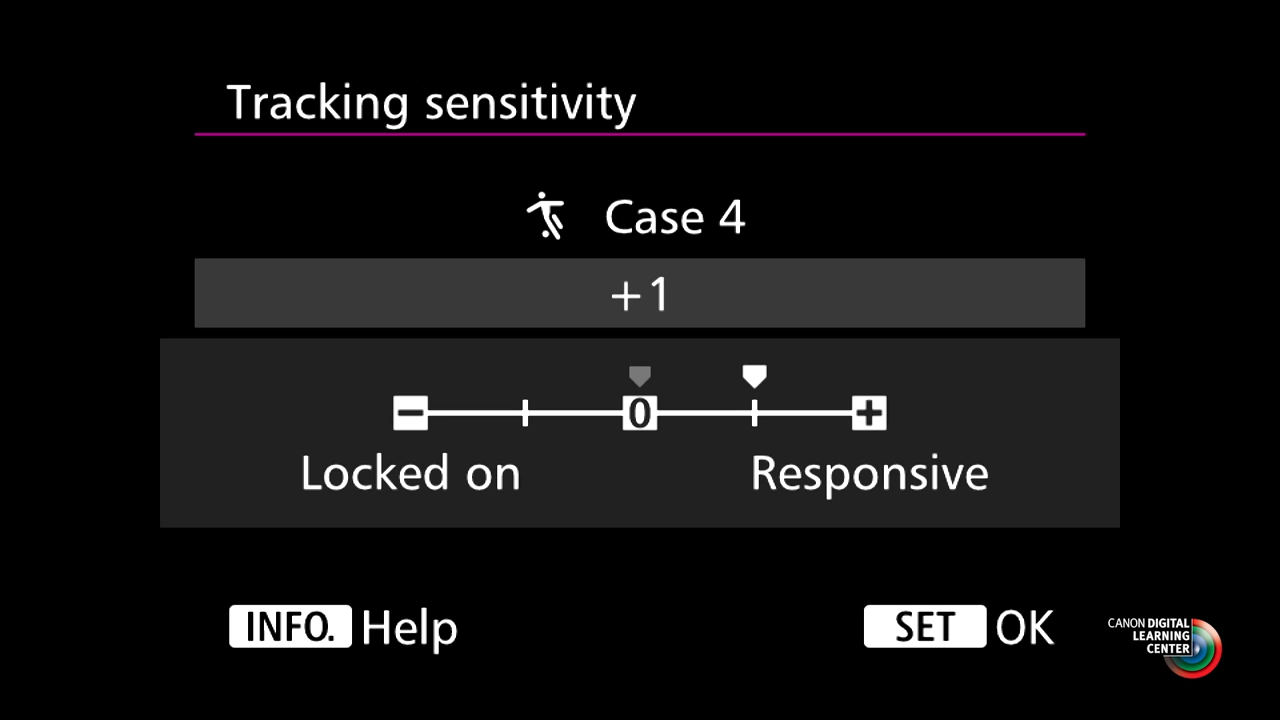 Tracking sensitivity
Case 4
+1
− 0 +
Locked on Responsive
INFO. Help SET OK
CANON DIGITAL
LEARNING
CENTER